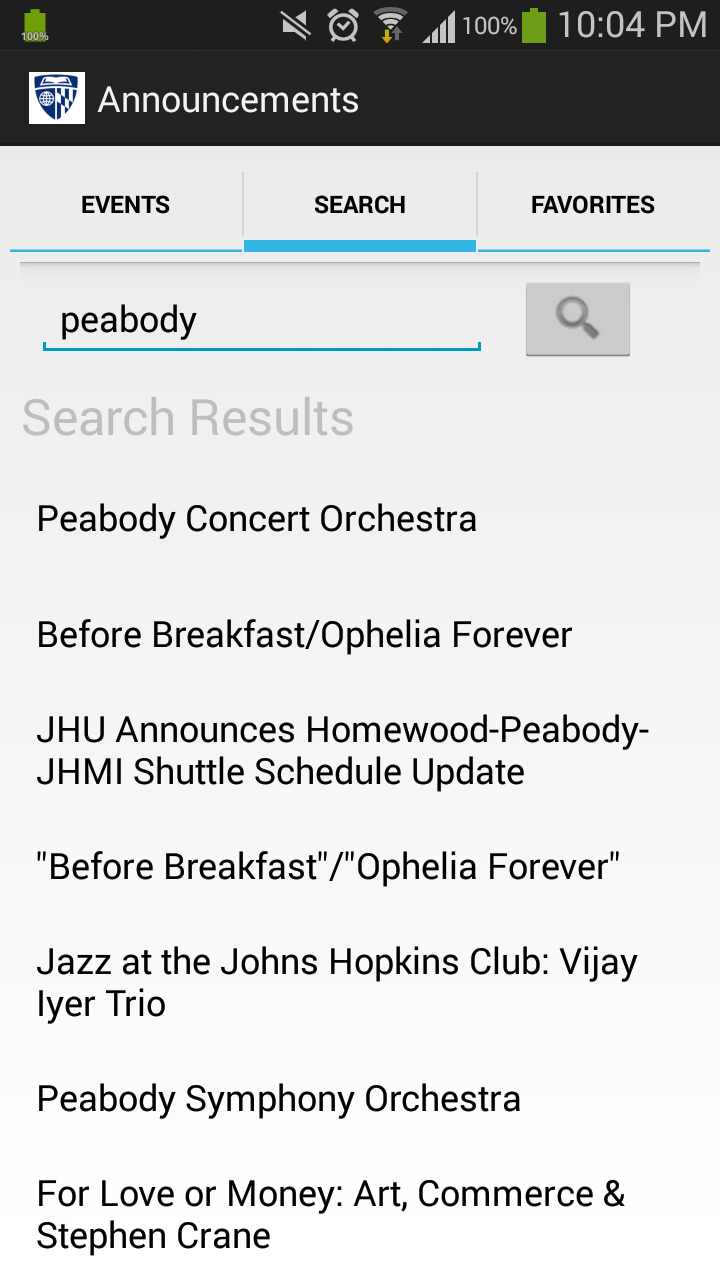 100%
100%
10:04 PM
Announcements
EVENTS
SEARCH
FAVORITES
peabody
Search Results
Peabody Concert Orchestra
Before Breakfast/Ophelia Forever
JHU Announces Homewood-Peabody-
JHMI Shuttle Schedule Update
"Before Breakfast"/"Ophelia Forever"
Jazz at the Johns Hopkins Club: Vijay
Iyer Trio
Peabody Symphony Orchestra
For Love or Money: Art, Commerce &
Stephen Crane